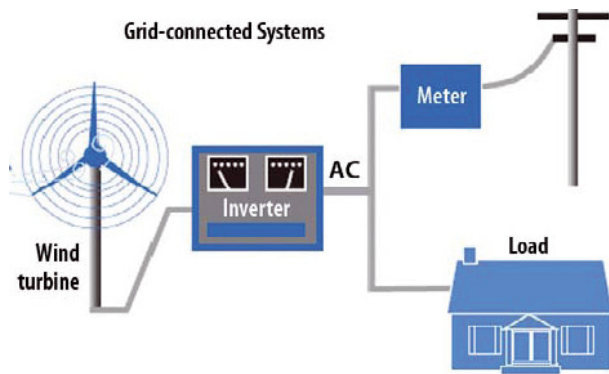 Grid-connected Systems
Meter
AC
Inverter
Wind
turbine
Load